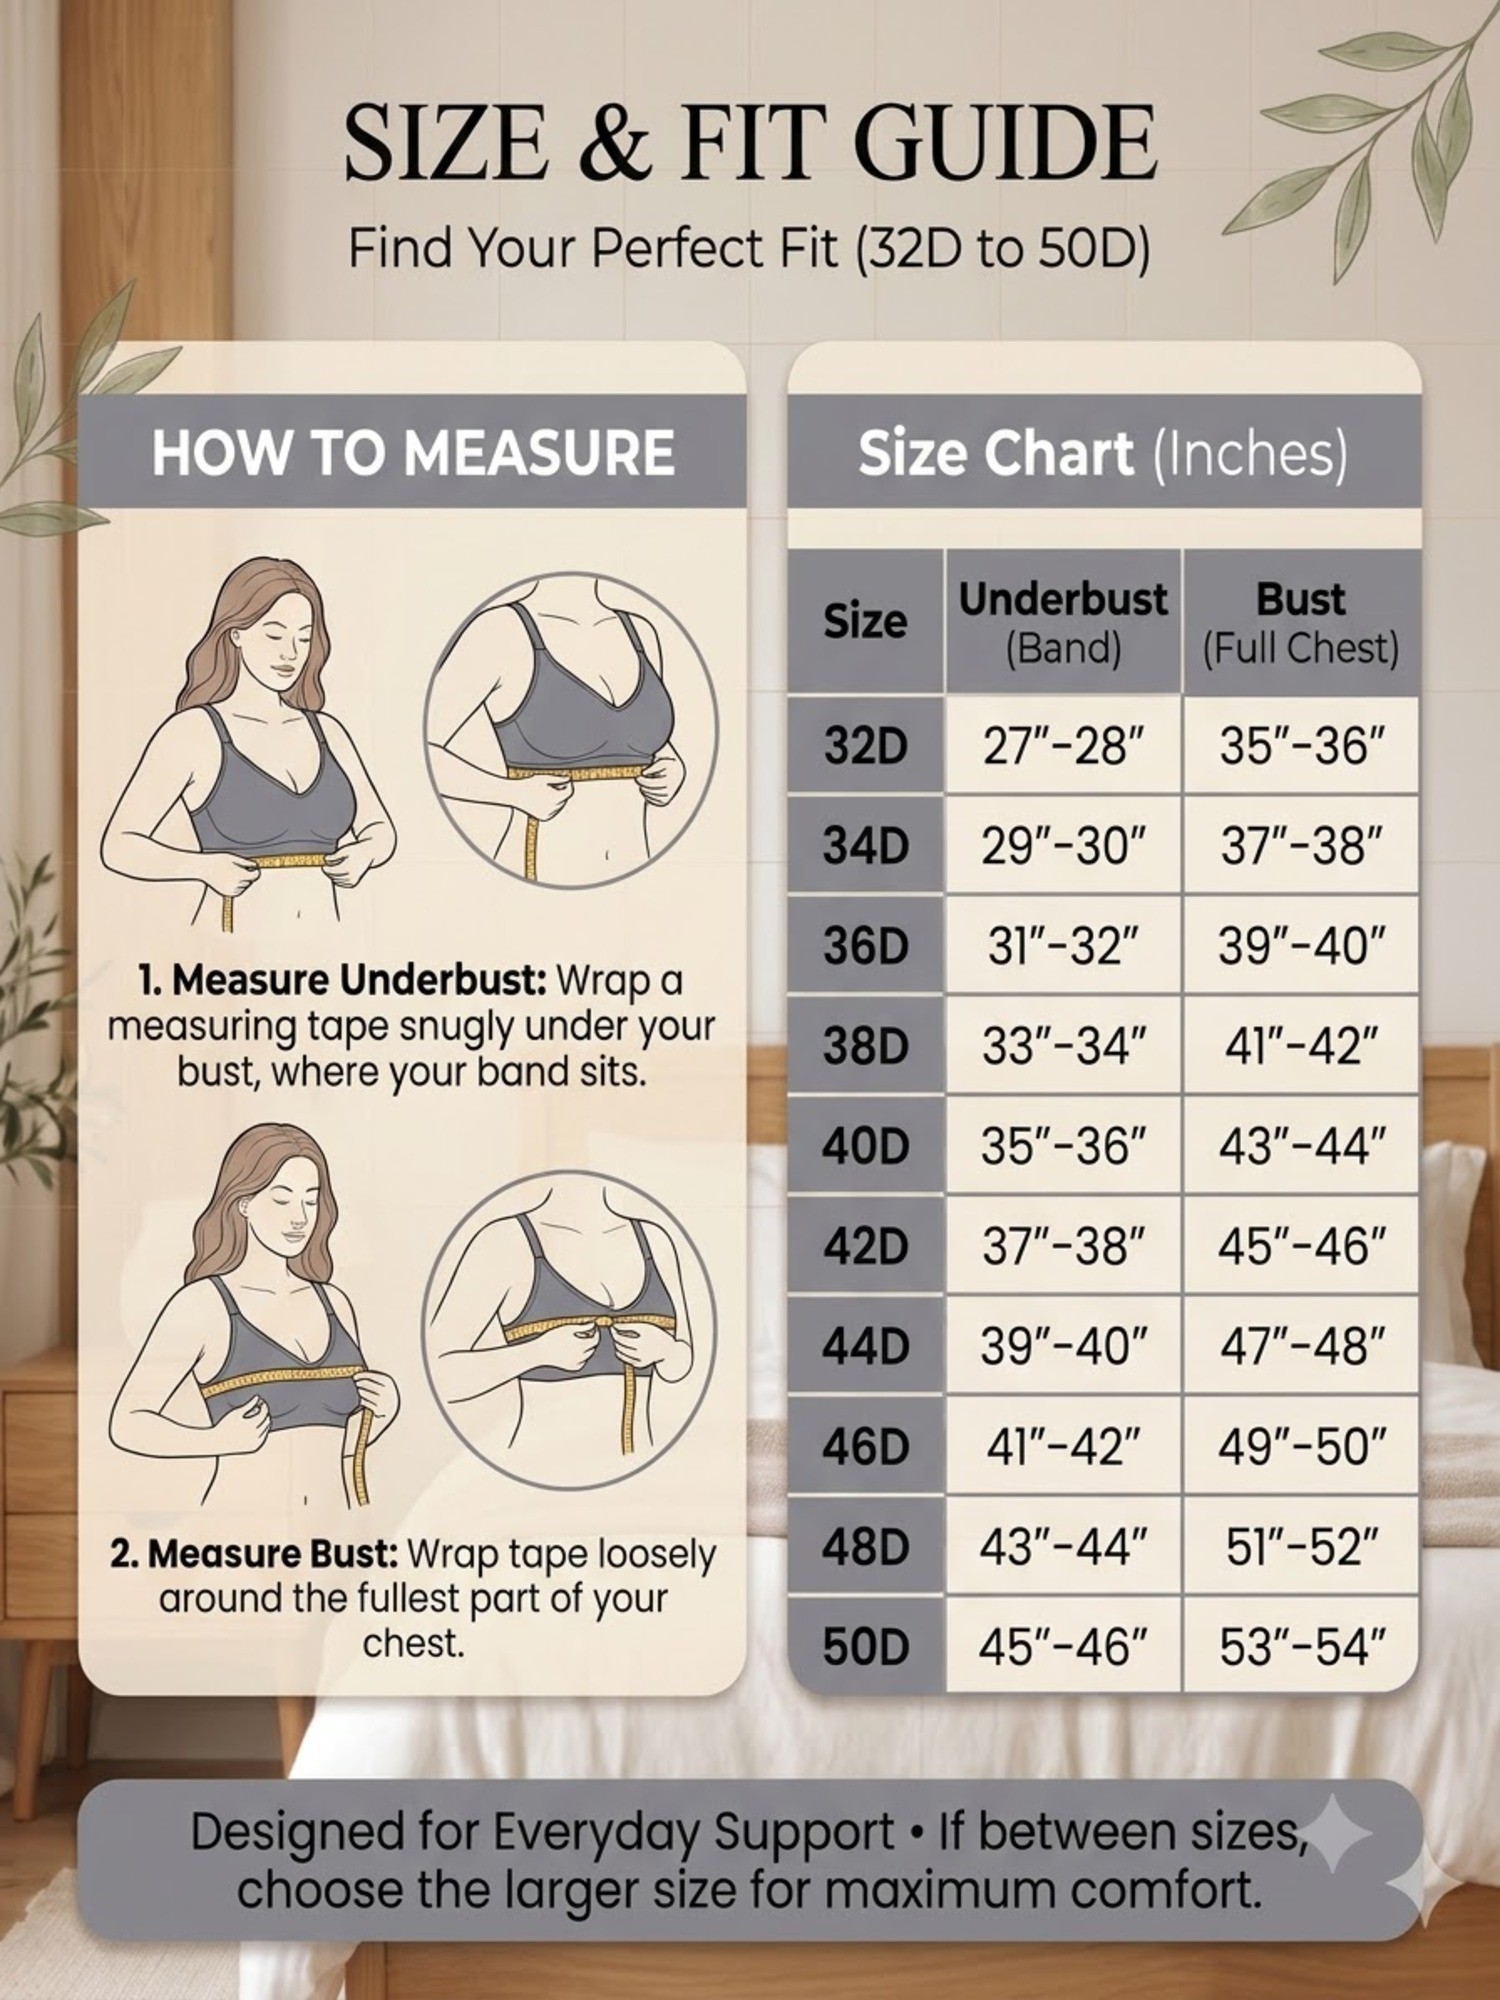 SIZE & FIT GUIDE
Find Your Perfect Fit (32D to 50D)
HOW TO MEASURE
1. Measure Underbust: Wrap a
measuring tape snugly under your
bust, where your band sits.
2. Measure Bust: Wrap tape loosely
around the fullest part of your
chest.
Size Chart (Inches)
Size Underbust (Band) Bust (Full Chest)
32D 27”–28” 35”–36”
34D 29”–30” 37”–38”
36D 31”–32” 39”–40”
38D 33”–34” 41”–42”
40D 35”–36” 43”–44”
42D 37”–38” 45”–46”
44D 39”–40” 47”–48”
46D 41”–42” 49”–50”
48D 43”–44” 51”–52”
50D 45”–46” 53”–54”
Designed for Everyday Support • If between sizes,
choose the larger size for maximum comfort.